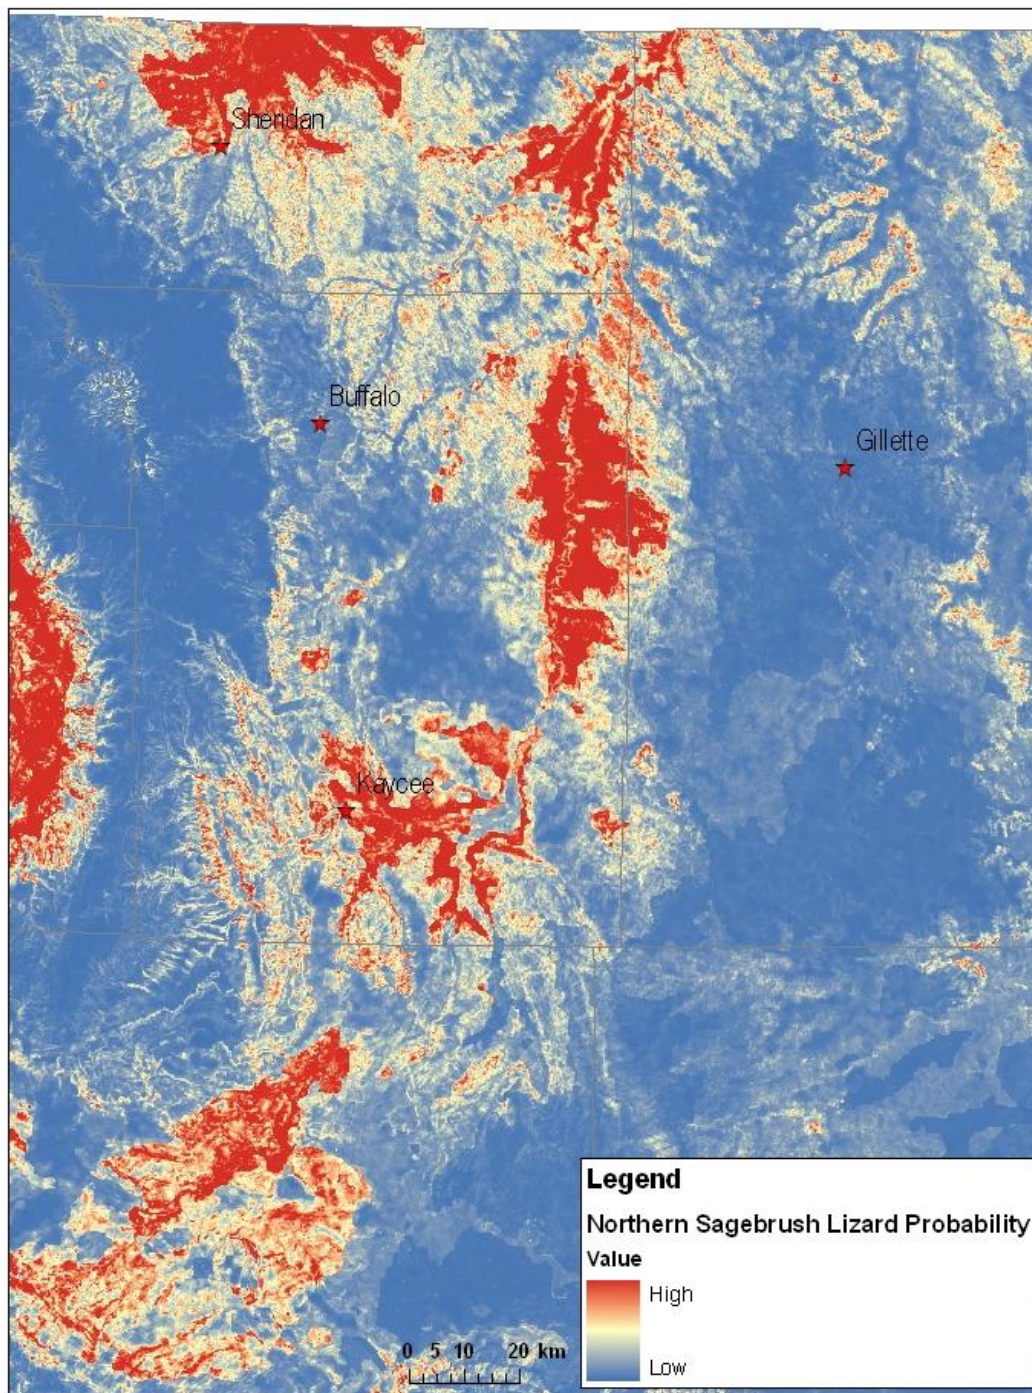 Sheridan
Buffalo
Gillette
Kaycee
Legend
Northern Sagebrush Lizard Probability
Value
High
Low
0 5 10 20 km